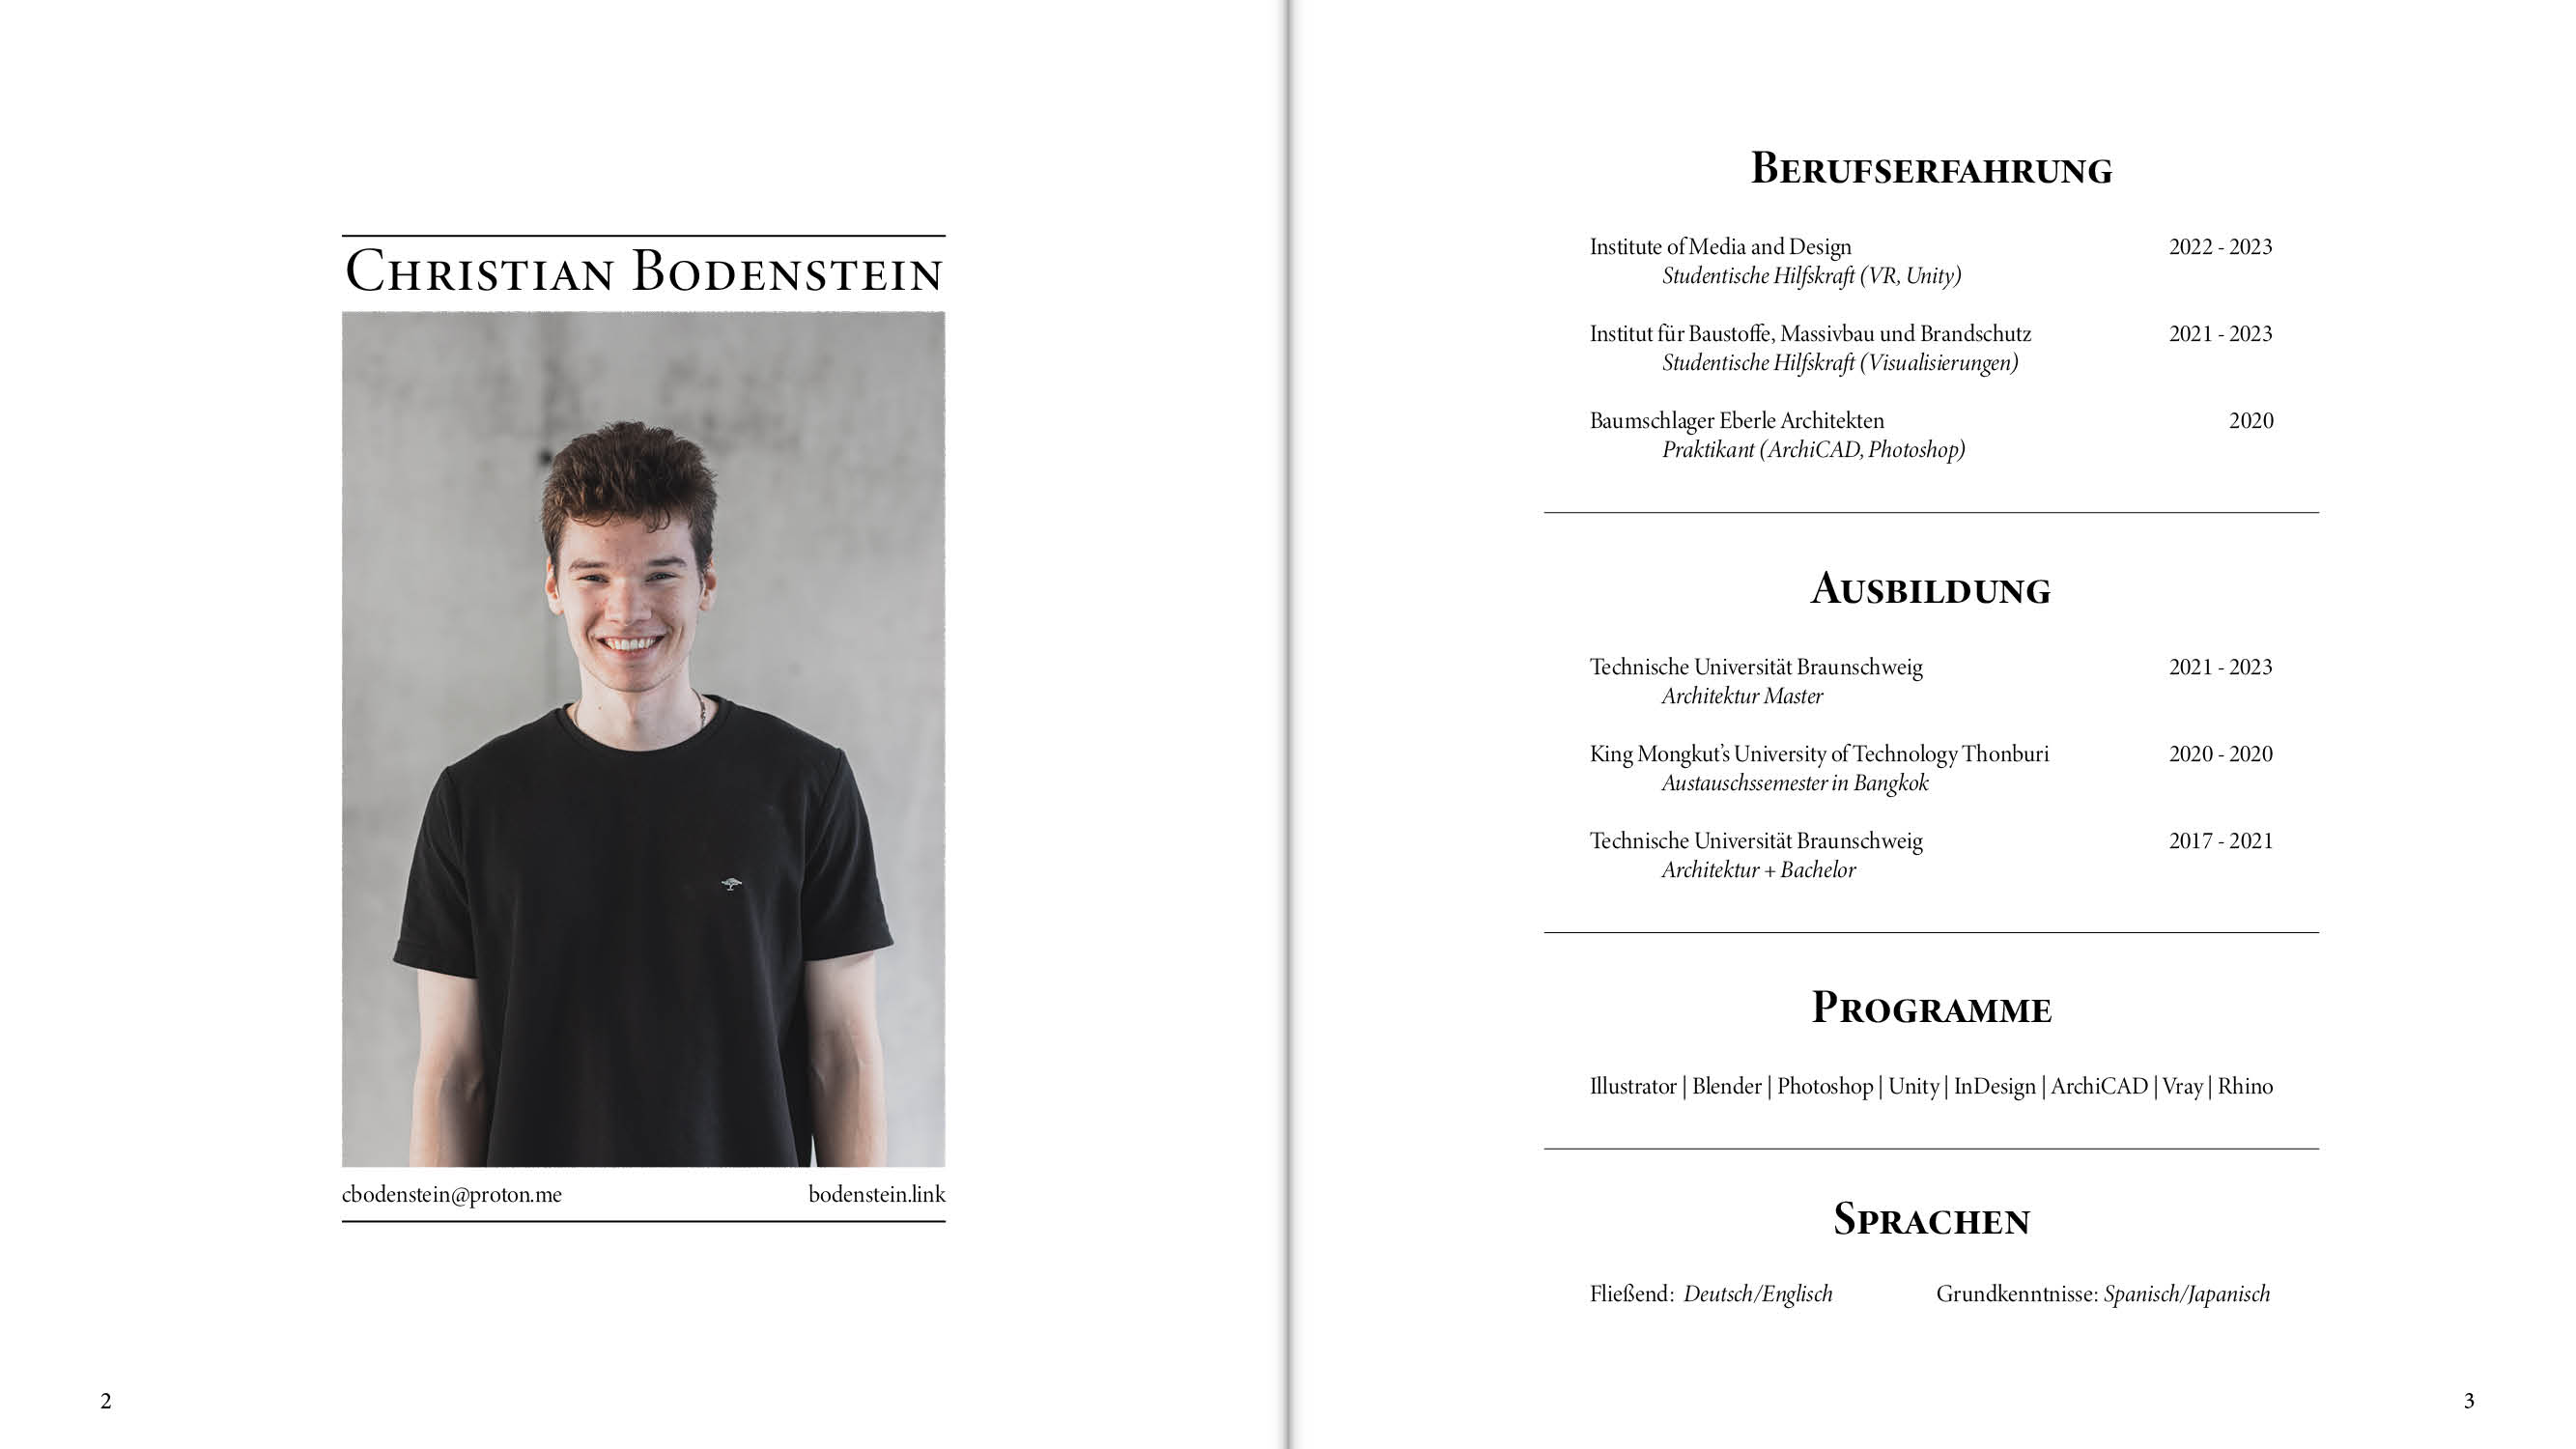 Christian Bodenstein
cbodenstein@proton.me bodenstein.link
2
Berufserfahrung
Institute of Media and Design 2022 - 2023
Studentische Hilfskraft (VR, Unity)
Institut für Baustoffe, Massivbau und Brandschutz 2021 - 2023
Studentische Hilfskraft (Visualisierungen)
Baumschlager Eberle Architekten 2020
Praktikant (ArchiCAD, Photoshop)
Ausbildung
Technische Universität Braunschweig 2021 - 2023
Architektur Master
King Mongkut's University of Technology Thonburi 2020 - 2020
Austauschssemester in Bangkok
Technische Universität Braunschweig 2017 - 2021
Architektur + Bachelor
Programme
Illustrator | Blender | Photoshop | Unity | InDesign | ArchiCAD | Vray | Rhino
Sprachen
Fließend: Deutsch/Englisch Grundkenntnisse: Spanisch/Japanisch
3